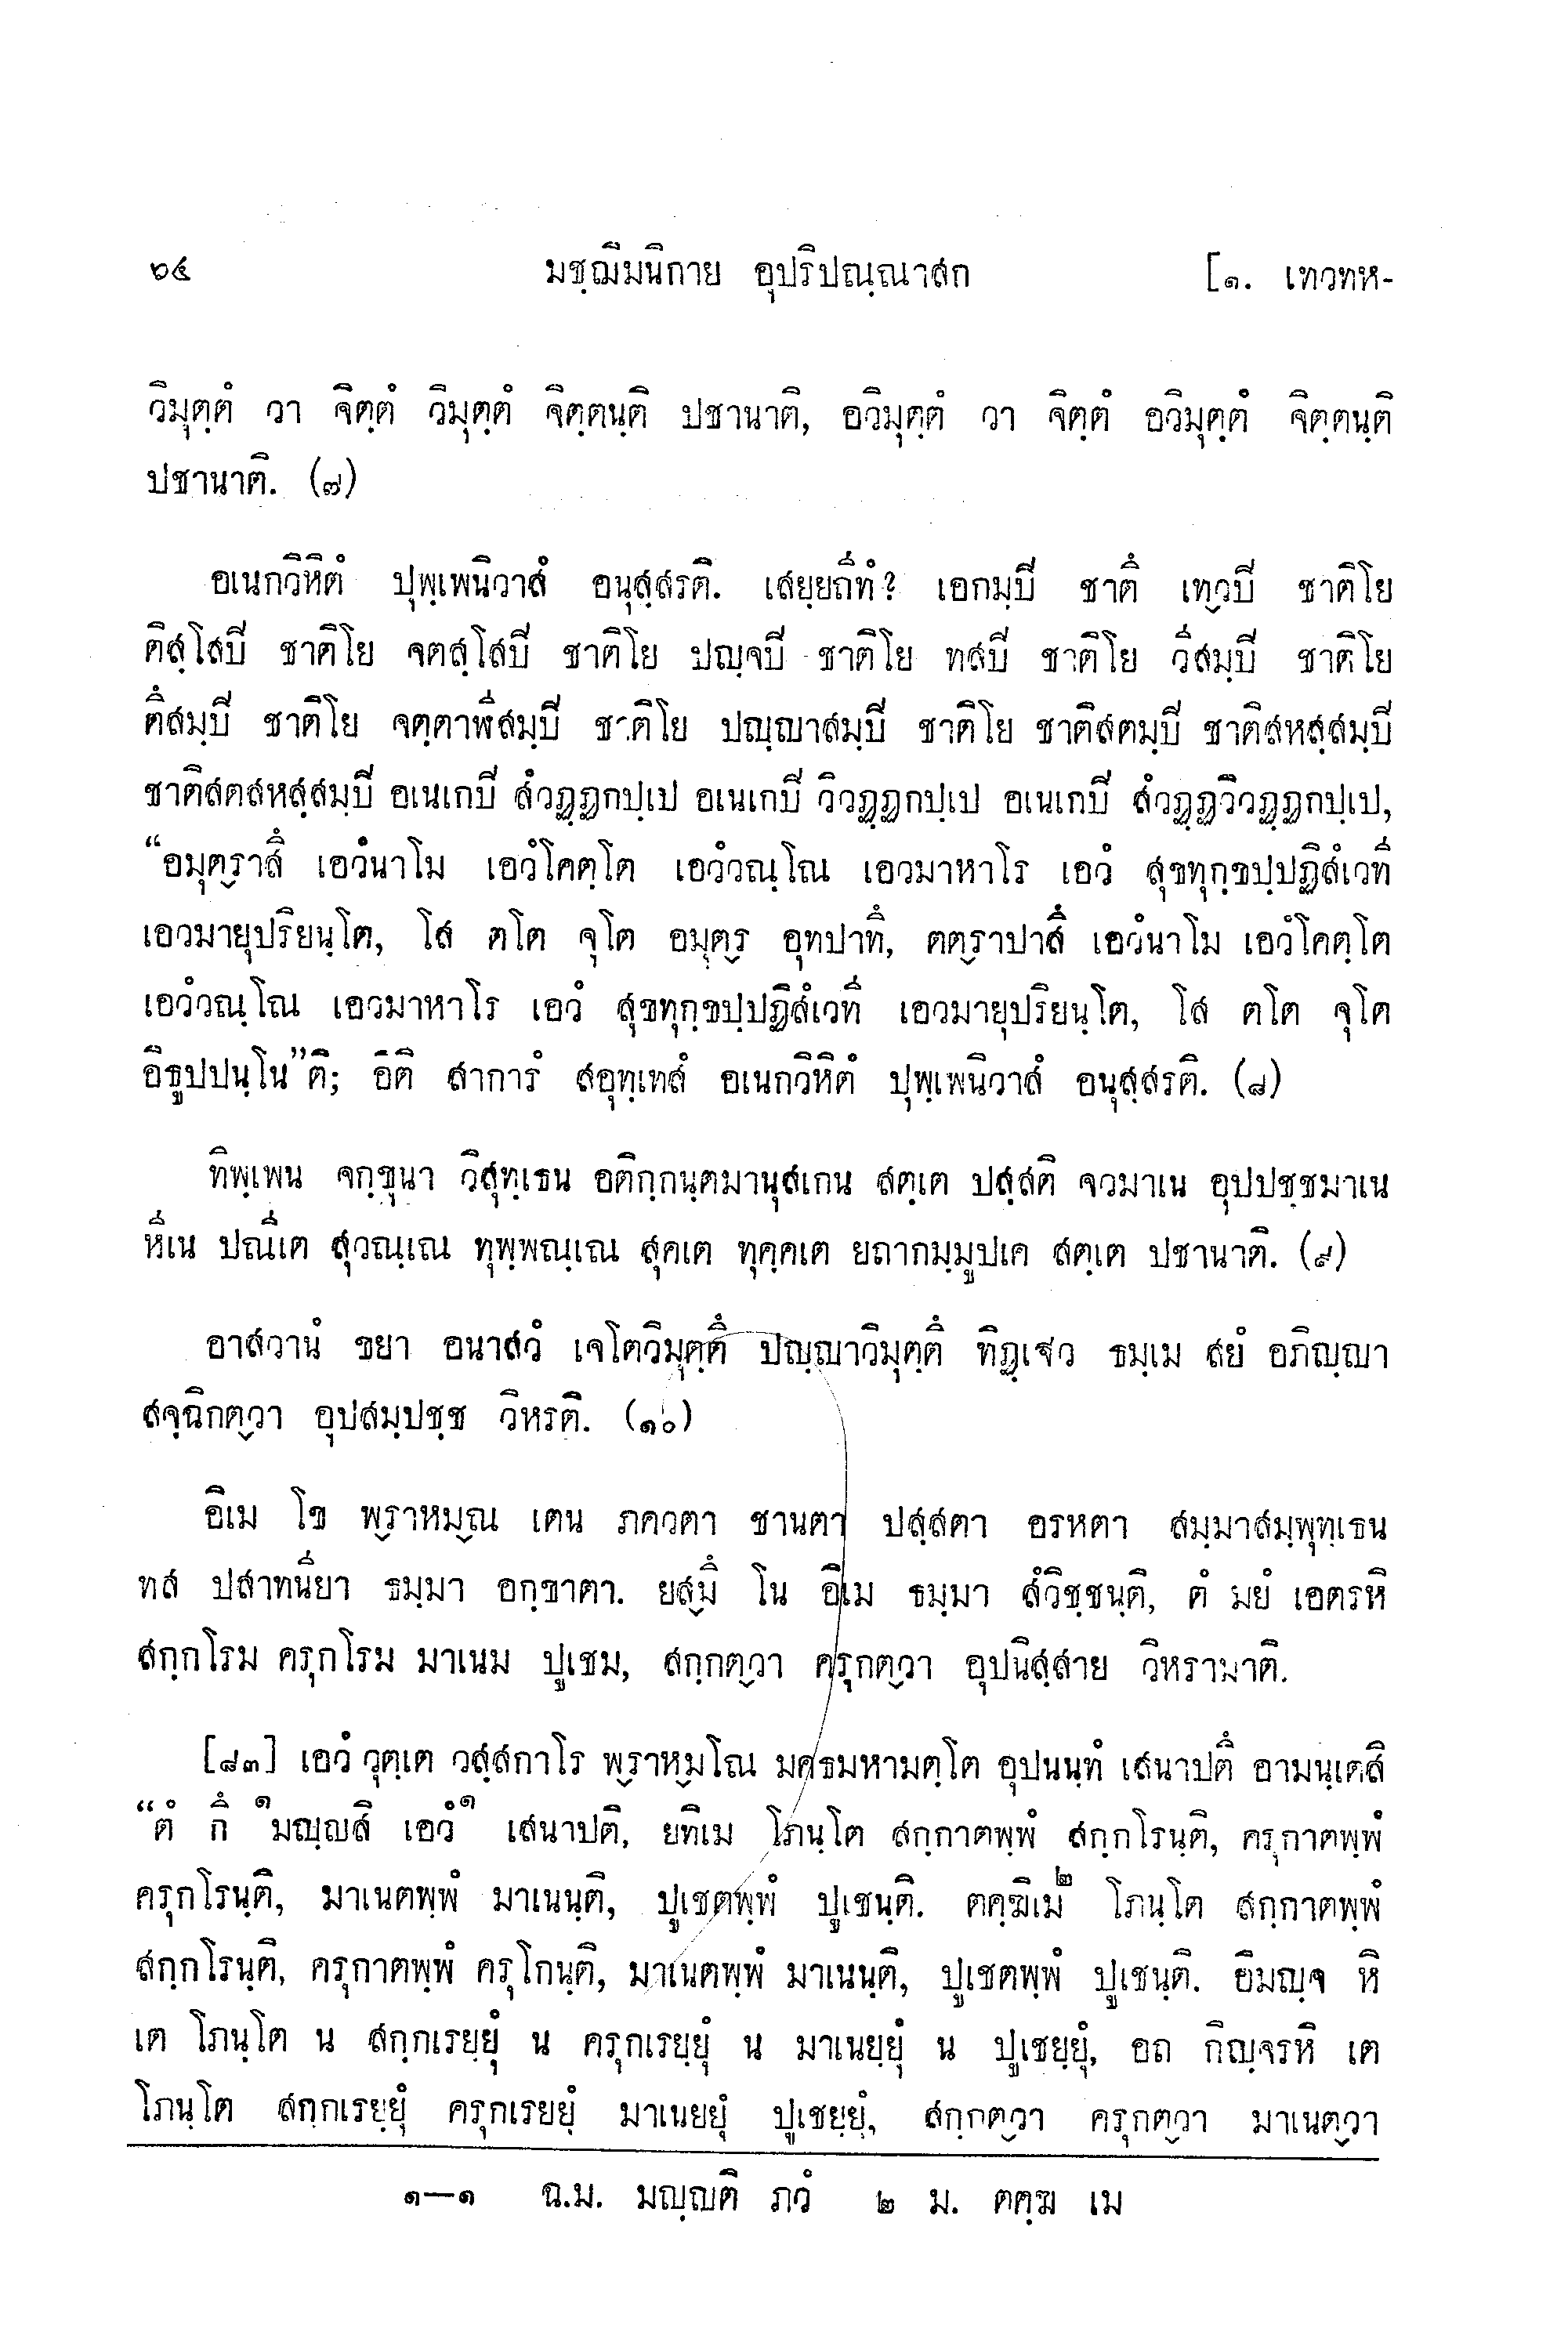 ๖๔ มชฺฌิมนิกาย อุปริปณฺณาสก [๑. เทวทห-
วิมุตฺตํ วา จิตฺตํ วิมุตฺตํ จิตฺตนฺติ ปชานาติ, อวิมุตฺตํ วา จิตฺตํ อวิมุตฺตํ จิตฺตนฺติ
ปชานาติ. (๗)
อเนกวิหิตํ ปุพฺเพนิวาสํ อนุสฺสรติ. เสยฺยถีทํ? เอกมฺปิ ชาตึ เทฺว๎ปิ ชาติโย
ติสฺโสปิ ชาติโย จตสฺโสปิ ชาติโย ปญฺจปิ ชาติโย ทสปิ ชาติโย วีสมฺปิ ชาติโย
ตึสมฺปิ ชาติโย จตฺตาฬีสมฺปิ ชาติโย ปญฺญาสมฺปิ ชาติโย ชาติสตมฺปิ ชาติสหสฺสมฺปิ
ชาติสตสหสฺสมฺปิ อเนเกปิ สํวฏฺฏกปฺเป อเนเกปิ วิวฏฺฏกปฺเป อเนเกปิ สํวฏฺฏวิวฏฺฏกปฺเป,
“อมุต๎ราสึ เอวํนาโม เอวํโคตฺโต เอวํวณฺโณ เอวมาหาโร เอวํ สุขทุกฺขปฺปฏิสํเวที
เอวมายุปริยนฺโต, โส ตโต จุโต อมุต๎ร อุทปาทึ, ตต๎ราปาสึ เอวํนาโม เอวํโคตฺโต
เอวํวณฺโณ เอวมาหาโร เอวํ สุขทุกฺขปฺปฏิสํเวที เอวมายุปริยนฺโต, โส ตโต จุโต
อิธูปปนฺโน”ติ; อิติ สาการํ สอุทฺเทสํ อเนกวิหิตํ ปุพฺเพนิวาสํ อนุสฺสรติ. (๘)
ทิพฺเพน จกฺขุนา วิสุทฺเธน อติกฺกนฺตมานุสเกน สตฺเต ปสฺสติ จวมาเน อุปปชฺชมาเน
หีเน ปณีเต สุวณฺเณ ทุพฺพณฺเณ สุคเต ทุคฺคเต ยถากมฺมูปเค สตฺเต ปชานาติ. (๙)
อาสวานํ ขยา อนาสวํ เจโตวิมุตฺตึ ปญฺญาวิมุตฺตึ ทิฏฺเฐว ธมฺเม สยํ อภิญฺญา
สจฺฉิกต๎วา อุปสมฺปชฺช วิหรติ. (๑๐)
อิเม โข พ๎ราหม๎ณ เตน ภควตา ชานตา ปสฺสตา อรหตา สมฺมาสมฺพุทฺเธน
ทส ปสาทนียา ธมฺมา อกฺขาตา. ยส๎มึ โน อิเม ธมฺมา สํวิชฺชนฺติ, ตํ มยํ เอตรหิ
สกฺกโรม ครุกโรม มาเนม ปูเชม, สกฺกต๎วา ครุกต๎วา อุปนิสฺสาย วิหรามาติ.
[๘๓] เอวํ วุตฺเต วสฺสกาโร พ๎ราห๎มโณ มคธมหามตฺโต อุปนนฺทํ เสนาปตึ อามนฺเตสิ
“ตํ กึ ๑มญฺญสิ เอวํ๑ เสนาปติ, ยทิเม โภนฺโต สกฺกาตพฺพํ สกฺกโรนฺติ, ครุกาตพฺพํ
ครุกโรนฺติ, มาเนตพฺพํ มาเนนฺติ, ปูเชตพฺพํ ปูเชนฺติ. ตคฺฆิเม๒ โภนฺโต สกฺกาตพฺพํ
สกฺกโรนฺติ, ครุกาตพฺพํ ครุโกนฺติ, มาเนตพฺพํ มาเนนฺติ, ปูเชตพฺพํ ปูเชนฺติ. อิมญฺจ หิ
เต โภนฺโต น สกฺกเรยฺยุํ น ครุกเรยฺยุํ น มาเนยฺยุํ น ปูเชยฺยุํ, อถ กิญฺจรหิ เต
โภนฺโต สกฺกเรยฺยุํ ครุกเรยยุํ มาเนยยุํ ปูเชยฺยุํ, สกฺกต๎วา ครุกต๎วา มาเนต๎วา
๑—๑ ฉ.ม. มญฺญติ ภวํ ๒ ม. ตคฺฆ เม